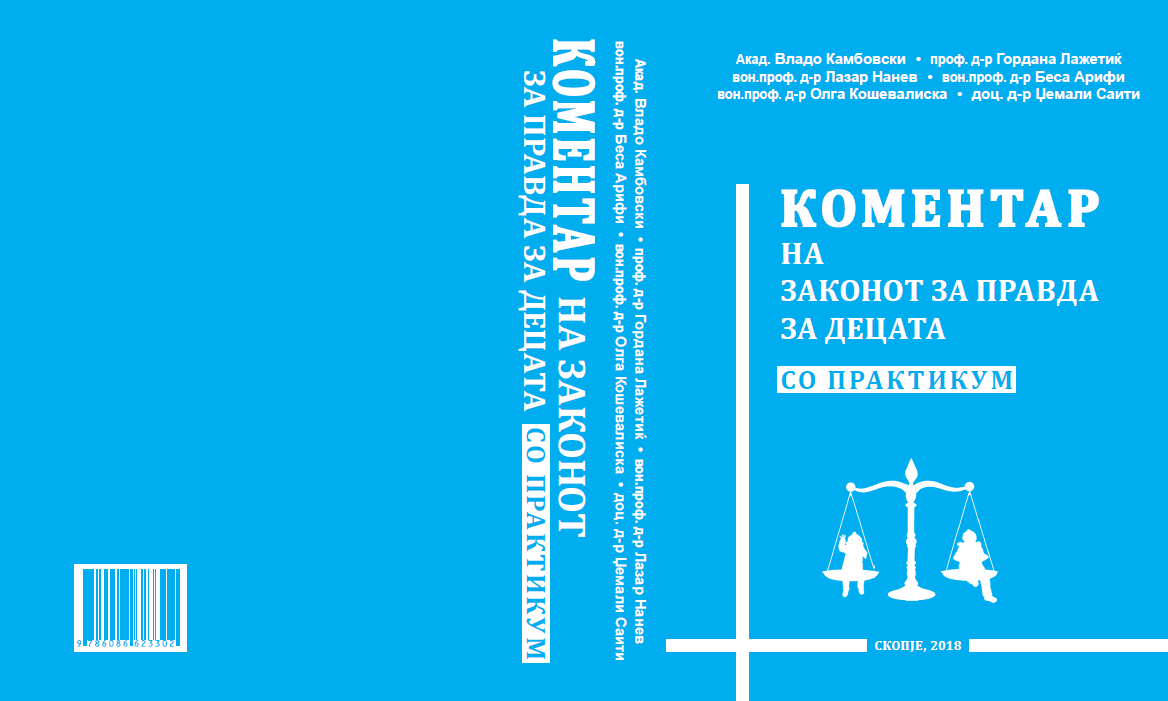 Акад. Владо Камбовски • проф. д-р Гордана Лажетиќ
вон.проф. д-р Лазар Нанев • вон.проф. д-р Беса Арифи
вон.проф. д-р Олга Кошевалиска • доц. д-р Џемали Саити
КОМЕНТАР
НА
ЗАКОНОТ ЗА ПРАВДА
ЗА ДЕЦАТА
СО ПРАКТИКУМ
СКОПЈЕ, 2018
Акад. Владо Камбовски • проф. д-р Гордана Лажетиќ • вон.проф. д-р Лазар Нанев
вон.проф. д-р Беса Арифи • вон.проф. д-р Олга Кошевалиска • доц. д-р Џемали Саити
КОМЕНТАР НА ЗАКОНОТ
ЗА ПРАВДА ЗА ДЕЦАТА СО ПРАКТИКУМ
9 786086 623302